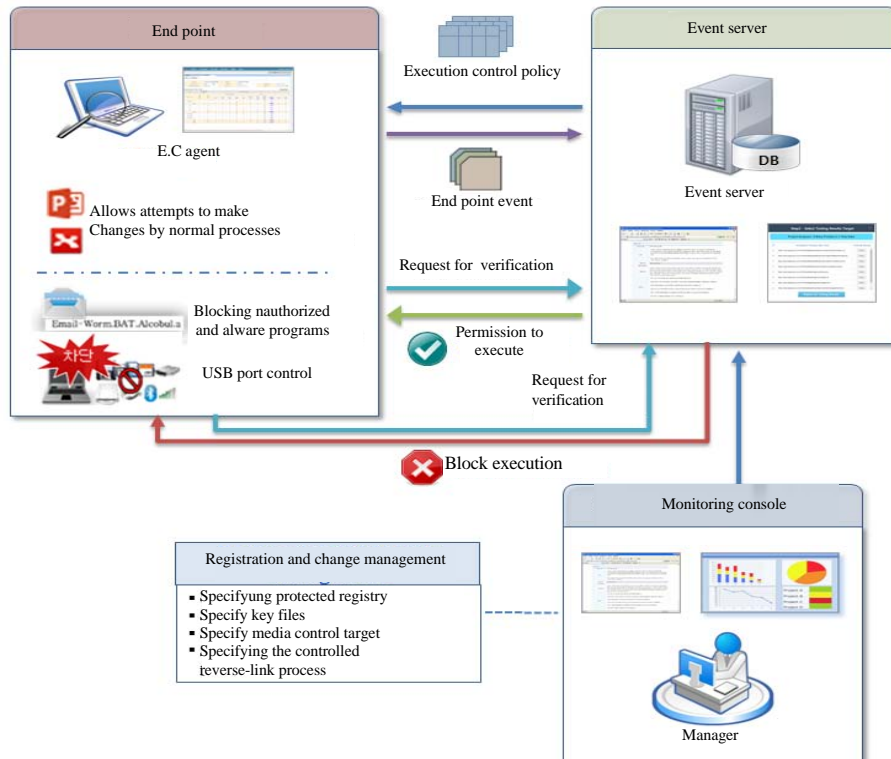 End point
E.C agent
Allows attempts to make
Changes by normal processes
Blocking nauthorized
and alware programs
Email-Worm.BAT.Alcobul.a
차단
USB port control
Execution control policy
End point event
Request for verification
Permission to
execute
Request for
verification
Block execution
Event server
DB
Event server
Monitoring console
Manager
Registration and change management
▪ Specifyung protected registry
▪ Specify key files
▪ Specify media control target
▪ Specifying the controlled
reverse-link process